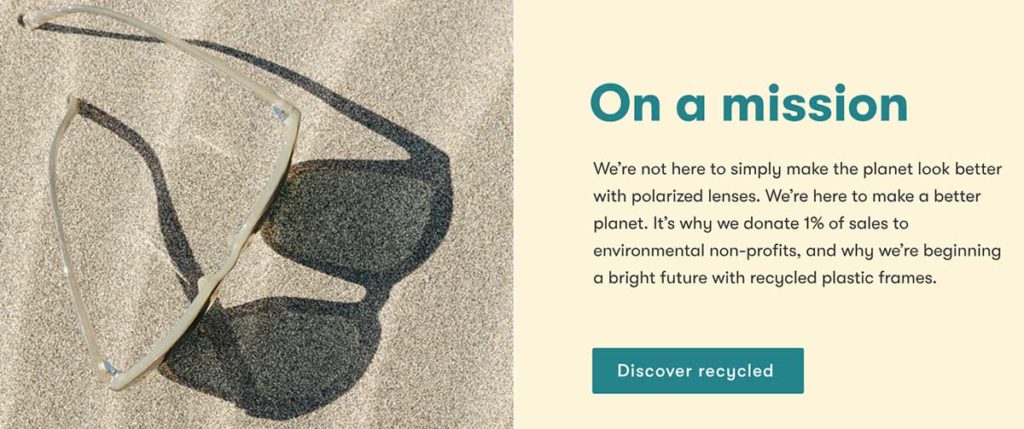 On a mission
We're not here to simply make the planet look better
with polarized lenses. We're here to make a better
planet. It's why we donate 1% of sales to
environmental non-profits, and why we're beginning
a bright future with recycled plastic frames.
Discover recycled